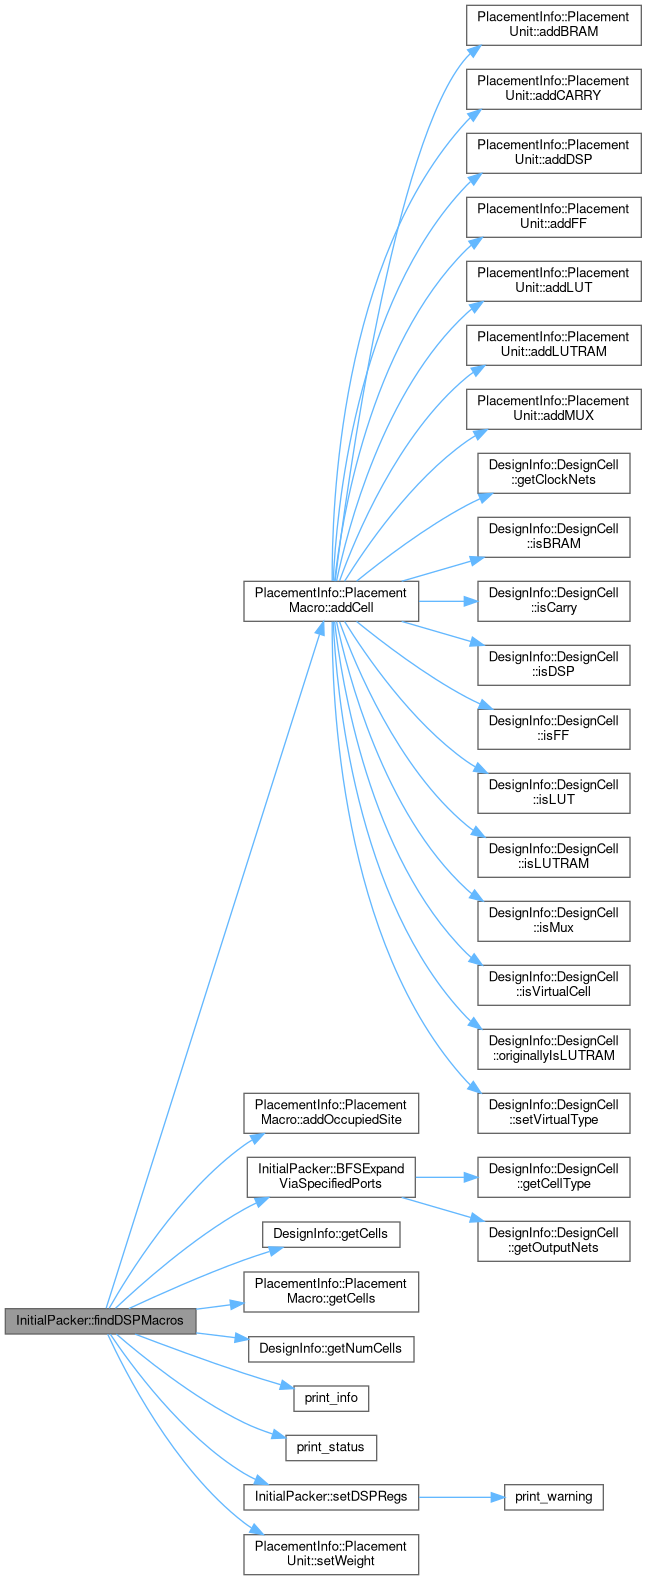 PlacementInfo::Placement
Unit::addBRAM
PlacementInfo::Placement
Unit::addCARRY
PlacementInfo::Placement
Unit::addDSP
PlacementInfo::Placement
Unit::addFF
PlacementInfo::Placement
Unit::addLUT
PlacementInfo::Placement
Unit::addLUTRAM
PlacementInfo::Placement
Unit::addMUX
DesignInfo::DesignCell
::getClockNets
DesignInfo::DesignCell
::isBRAM
PlacementInfo::Placement
Macro::addCell
DesignInfo::DesignCell
::isCarry
DesignInfo::DesignCell
::isDSP
DesignInfo::DesignCell
::isFF
DesignInfo::DesignCell
::isLUT
DesignInfo::DesignCell
::isLUTRAM
DesignInfo::DesignCell
::isMux
DesignInfo::DesignCell
::isVirtualCell
DesignInfo::DesignCell
::originallyIsLUTRAM
PlacementInfo::Placement
Macro::addOccupiedSite
DesignInfo::DesignCell
::setVirtualType
InitialPacker::BFSExpand
ViaSpecifiedPorts
DesignInfo::DesignCell
::getCellType
DesignInfo::getCells
DesignInfo::DesignCell
::getOutputNets
PlacementInfo::Placement
Macro::getCells
InitialPacker::findDSPMacros
DesignInfo::getNumCells
print_info
print_status
InitialPacker::setDSPRegs
print_warning
PlacementInfo::Placement
Unit::setWeight